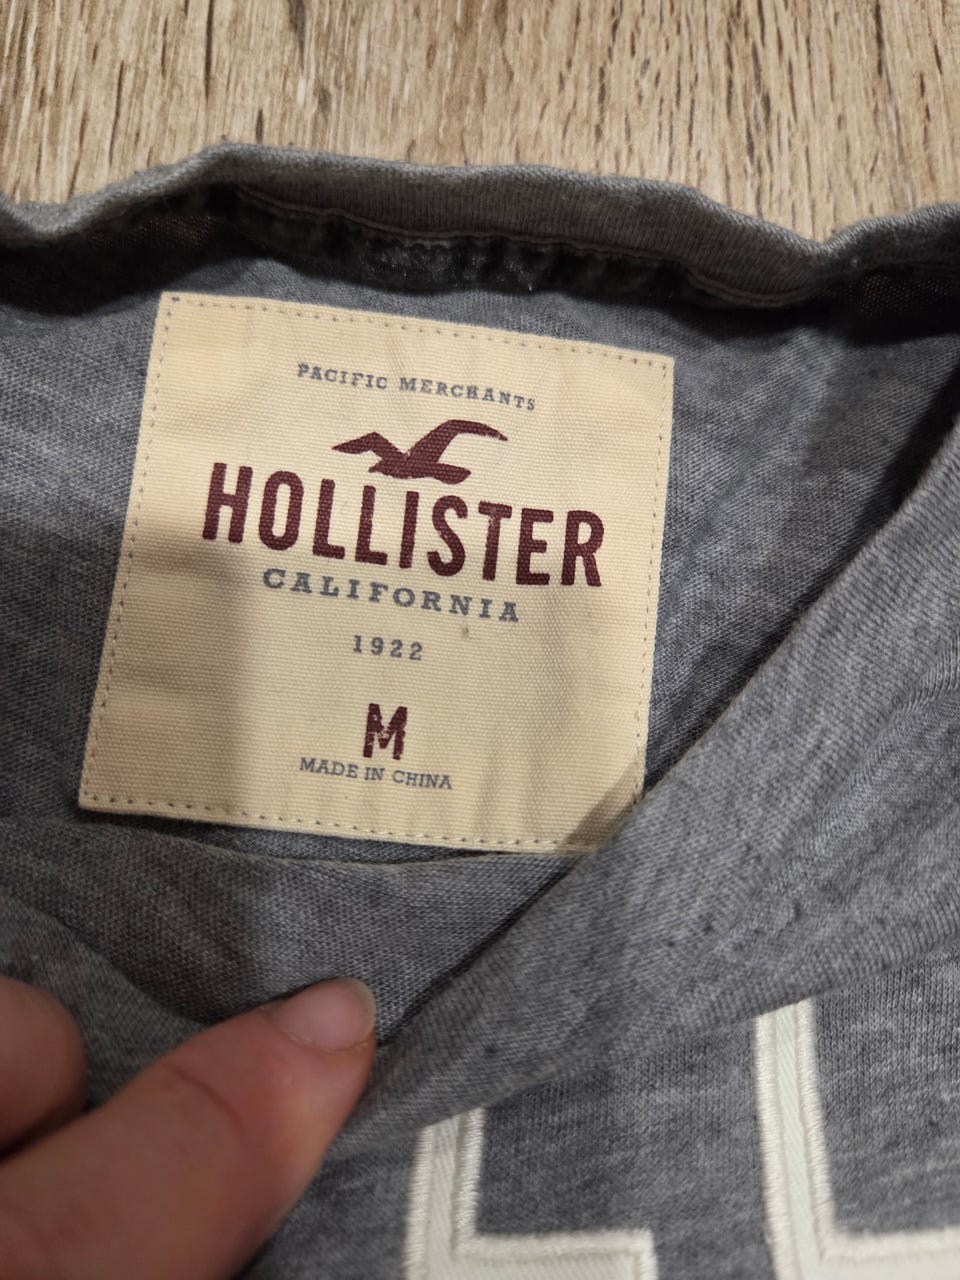 PACIFIC MERCHANTS
HOLLISTER
CALIFORNIA
1922
M
MADE IN CHINA